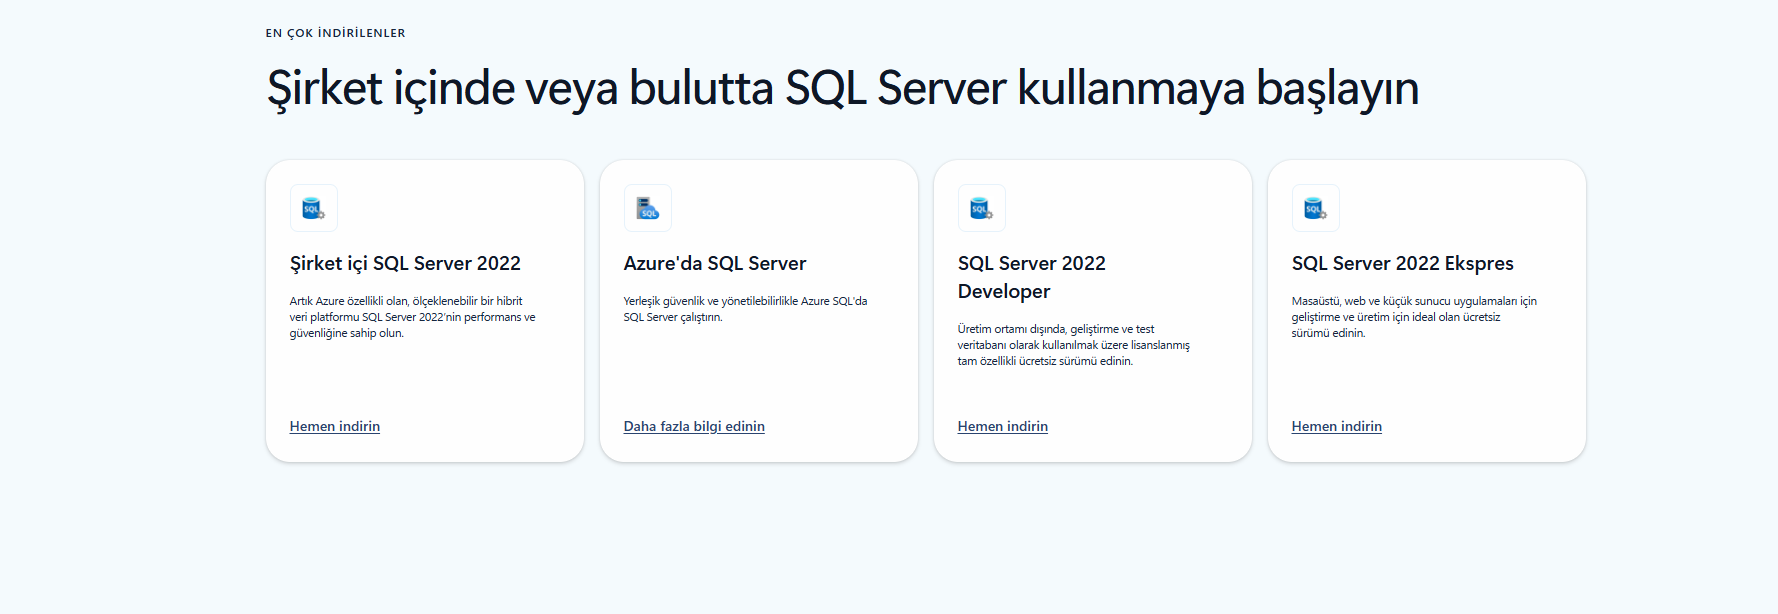 EN ÇOK İNDİRİLENLER
Şirket içinde veya bulutta SQL Server kullanmaya başlayın
SQL
Şirket içi SQL Server 2022
Artık Azure özellikli olan, ölçeklenebilir bir hibrit
veri platformu SQL Server 2022'nin performans ve
güvenliğine sahip olun.
Hemen indirin
SQL
Azure'da SQL Server
Yerleşik güvenlik ve yönetilebilirlikle Azure SQL'da
SQL Server çalıştırın.
Daha fazla bilgi edinin
SQL
SQL Server 2022
Developer
Üretim ortamı dışında, geliştirme ve test
veritabanı olarak kullanılmak üzere lisanslanmış
tam özellikli ücretsiz sürümü edinin.
Hemen indirin
SQL
SQL Server 2022 Ekspres
Masaüstü, web ve küçük sunucu uygulamaları için
geliştirme ve üretim için ideal olan ücretsiz
sürümü edinin.
Hemen indirin